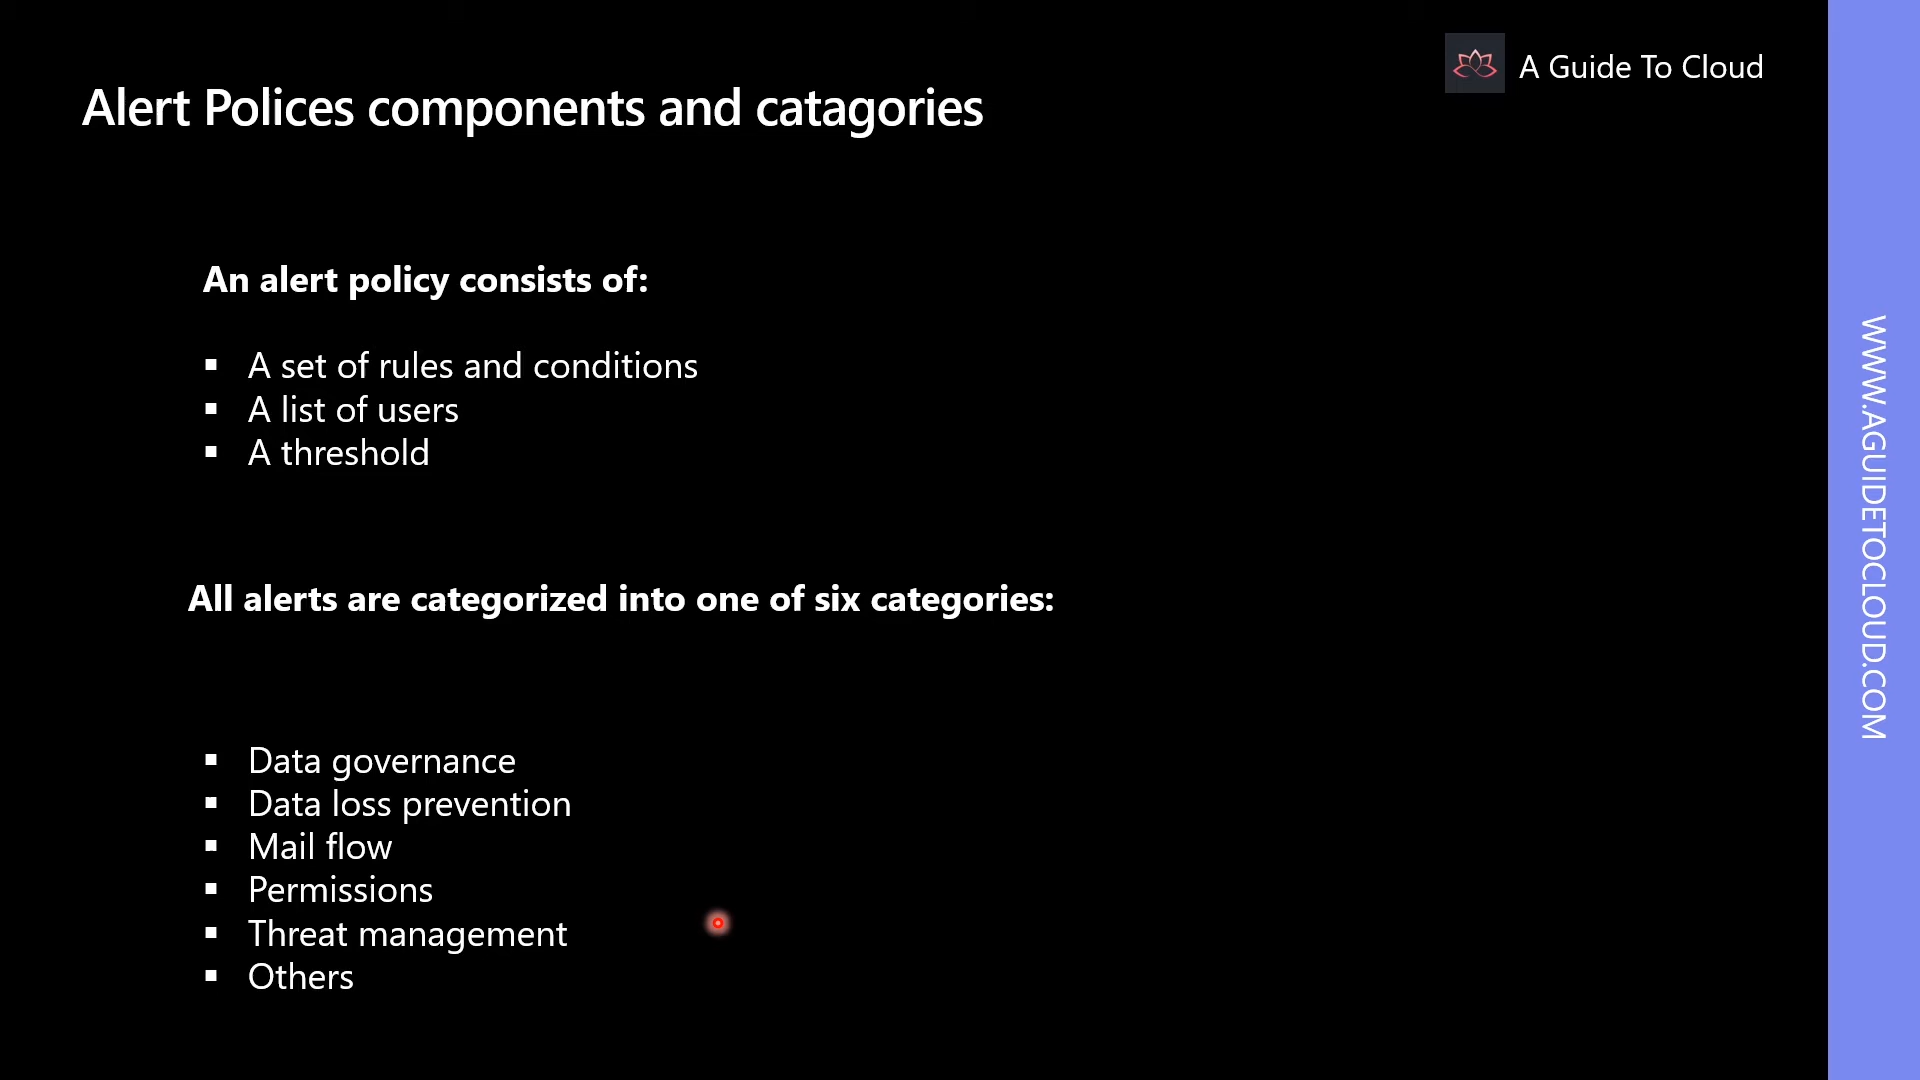 A Guide To Cloud
Alert Polices components and catagories
An alert policy consists of:
▪ A set of rules and conditions
▪ A list of users
▪ A threshold
All alerts are categorized into one of six categories:
▪ Data governance
▪ Data loss prevention
▪ Mail flow
▪ Permissions
▪ Threat management
▪ Others
WWW.AGUIDETOCLOUD.COM